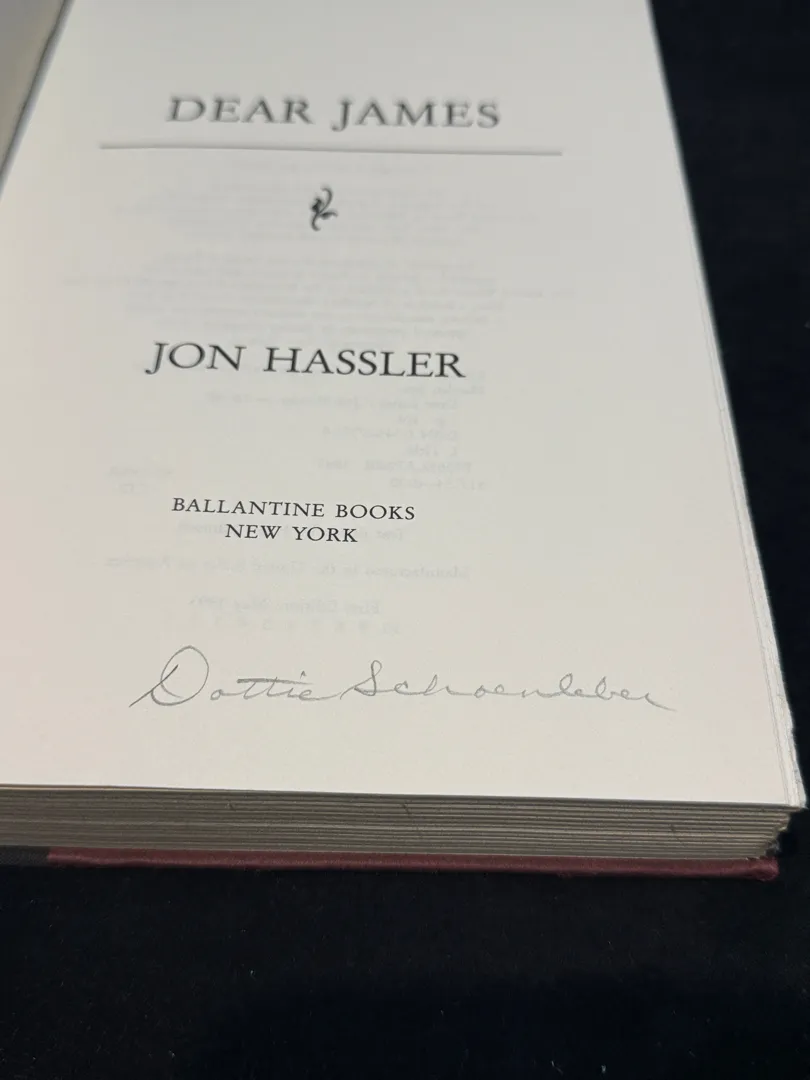 DEAR JAMES
JON HASSLER
BALLANTINE BOOKS
NEW YORK
Dottie Schoenleber